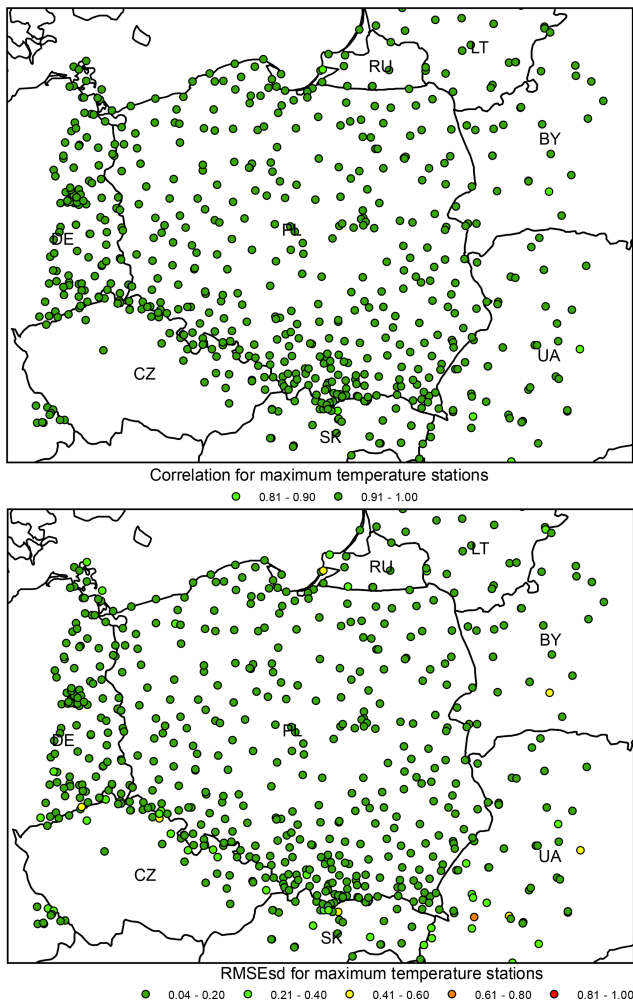 LT
RU
BY
DE
PL
UA
CZ
SK
Correlation for maximum temperature stations
0.81 - 0.90 0.91 - 1.00
LT
RU
BY
DE
PL
UA
CZ
SK
RMSEsd for maximum temperature stations
0.04 - 0.20 0.21 - 0.40 0.41 - 0.60 0.61 - 0.80 0.81 - 1.00